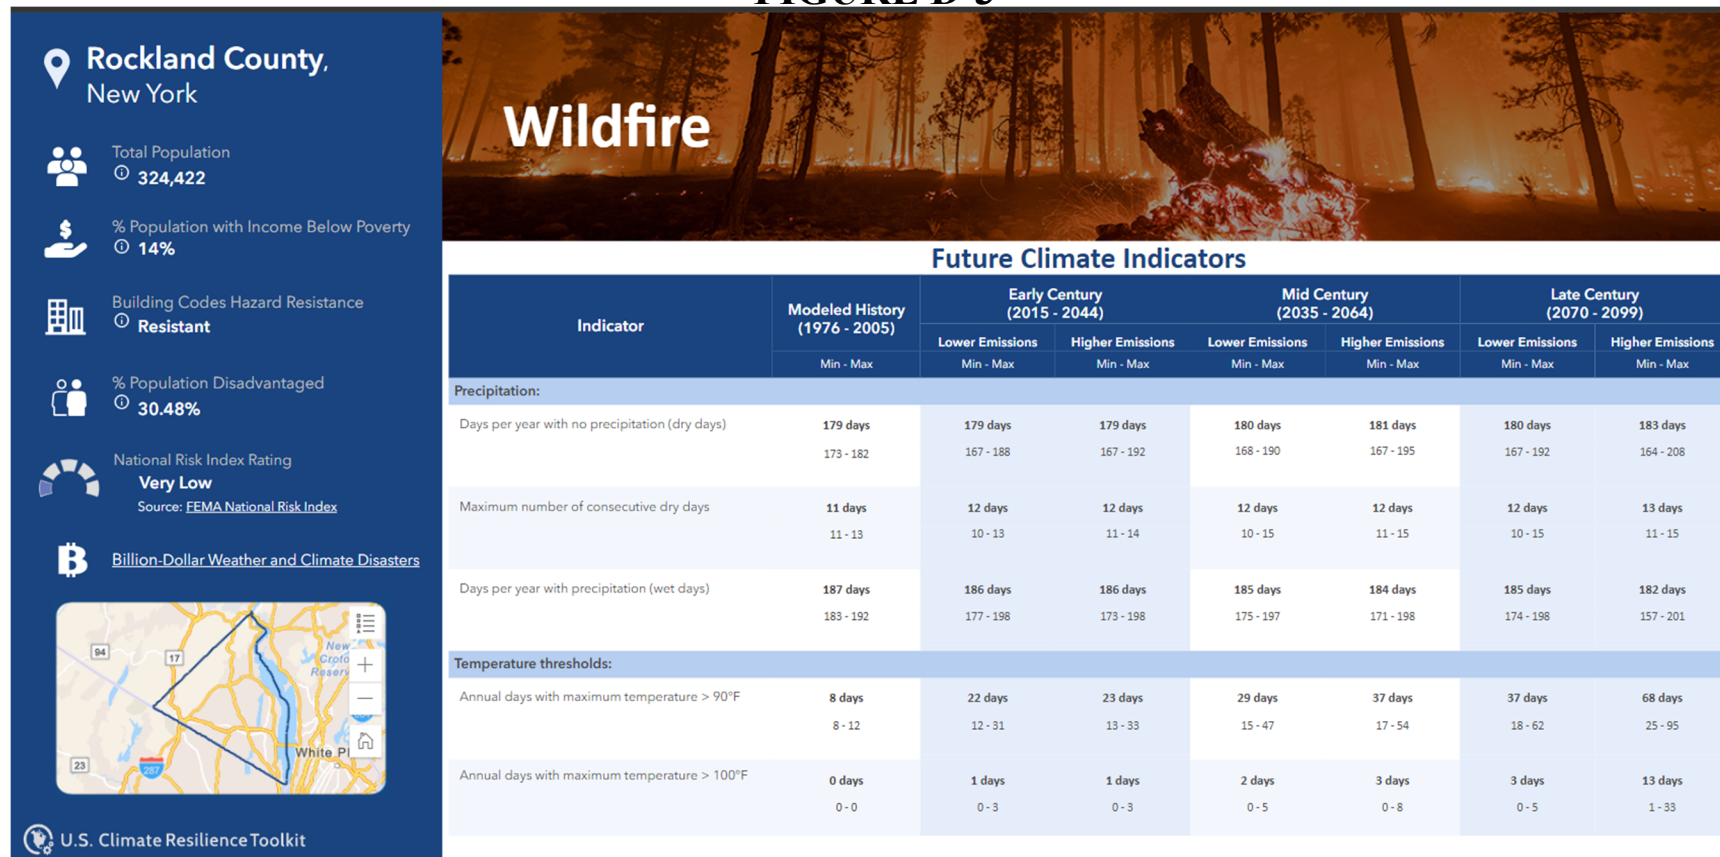 FIGURE D-3
Rockland County,
New York
Total Population
324,422
% Population with Income Below Poverty
14%
Building Codes Hazard Resistance
Resistant
% Population Disadvantaged
30.48%
National Risk Index Rating
Very Low
Source: FEMA National Risk Index
Billion-Dollar Weather and Climate Disasters
94
17
New
Croto
Reserv
White Pl
23
287
U.S. Climate Resilience Toolkit
Wildfire
Future Climate Indicators
Indicator
Modeled History
(1976 - 2005)
Early Century
(2015 - 2044)
Mid Century
(2035 - 2064)
Late Century
(2070 - 2099)
Lower Emissions Higher Emissions Lower Emissions Higher Emissions Lower Emissions Higher Emissions
Min - Max Min - Max Min - Max Min - Max Min - Max Min - Max Min - Max
Precipitation:
Days per year with no precipitation (dry days) 179 days 179 days 179 days 180 days 181 days 180 days 183 days
173 - 182 167 - 188 167 - 192 168 - 190 167 - 195 167 - 192 164 - 208
Maximum number of consecutive dry days 11 days 12 days 12 days 12 days 12 days 12 days 13 days
11 - 13 10 - 13 11 - 14 10 - 15 11 - 15 10 - 15 11 - 15
Days per year with precipitation (wet days) 187 days 186 days 186 days 185 days 184 days 185 days 182 days
183 - 192 177 - 198 173 - 198 175 - 197 171 - 198 174 - 198 157 - 201
Temperature thresholds:
Annual days with maximum temperature > 90°F 8 days 22 days 23 days 29 days 37 days 37 days 68 days
8 - 12 12 - 31 13 - 33 15 - 47 17 - 54 18 - 62 25 - 95
Annual days with maximum temperature > 100°F 0 days 1 days 1 days 2 days 3 days 3 days 13 days
0 - 0 0 - 3 0 - 3 0 - 5 0 - 8 0 - 5 1 - 33